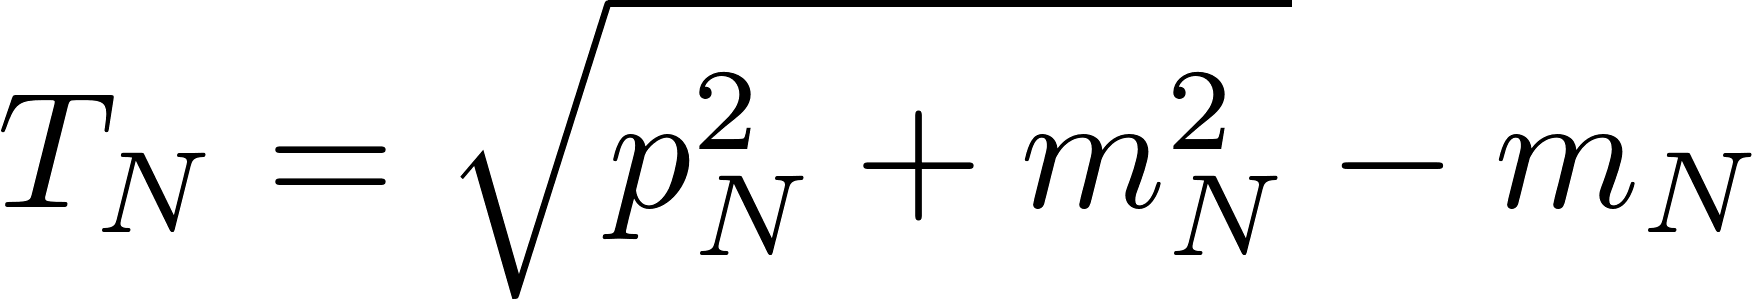 $T_N = \sqrt{p_N^2 + m_N^2} - m_N$